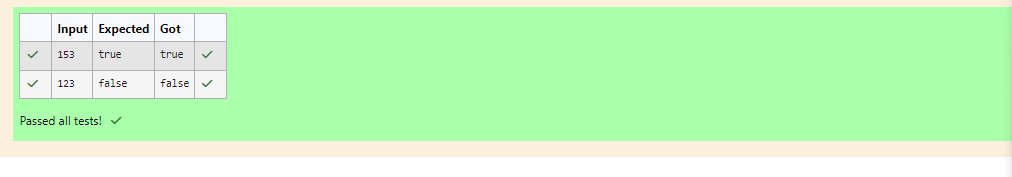 Input Expected Got
153 true true
123 false false
Passed all tests!